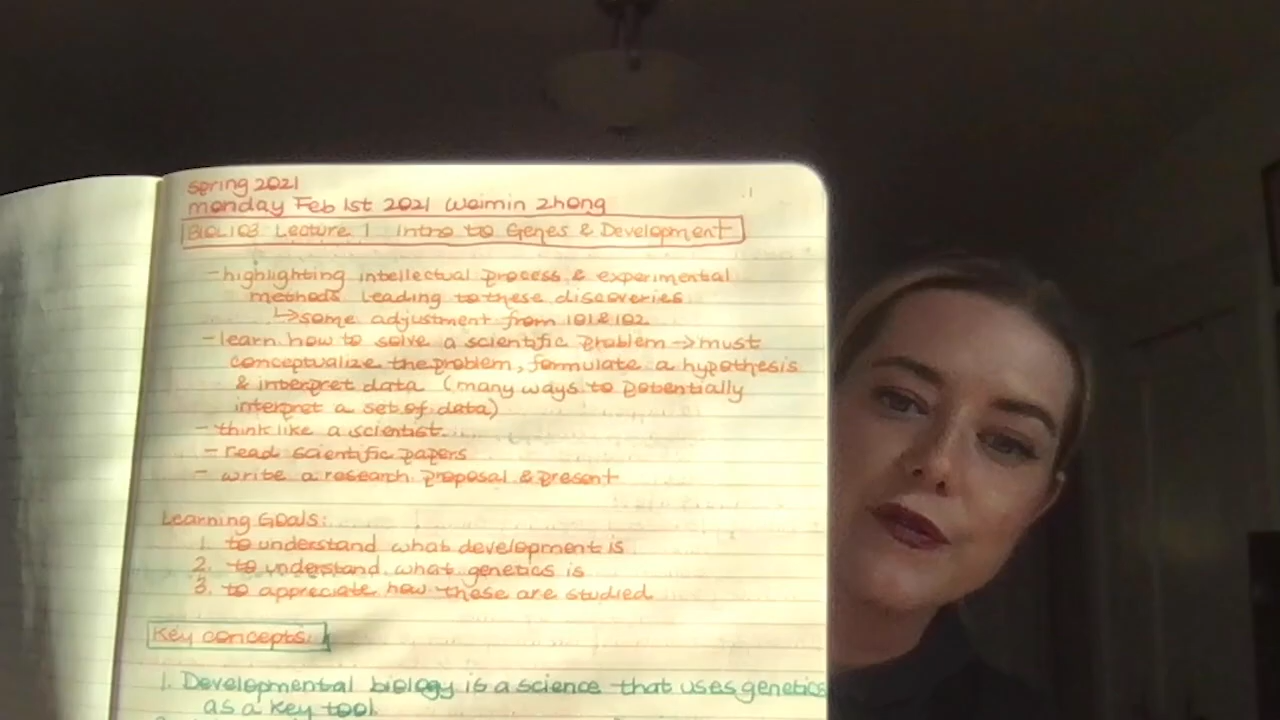 spring 2021
monday Feb 1st 2021 Weimin Zhong
BIOL103 Lecture 1 Intro to Genes & Development
- highlighting intellectual process & experimental
methods leading to these discoveries
↳ some adjustment from 101 & 102
- learn how to solve a scientific problem → must
conceptualize the problem, formulate a hypothesis
& interpret data (many ways to potentially
interpret a set of data)
- think like a scientist
- read scientific papers
- write a research proposal & present
Learning Goals:
1. to understand what development is
2. to understand what genetics is
3. to appreciate how these are studied
Key concepts:
1. Developmental biology is a science that uses genetics
as a key tool.